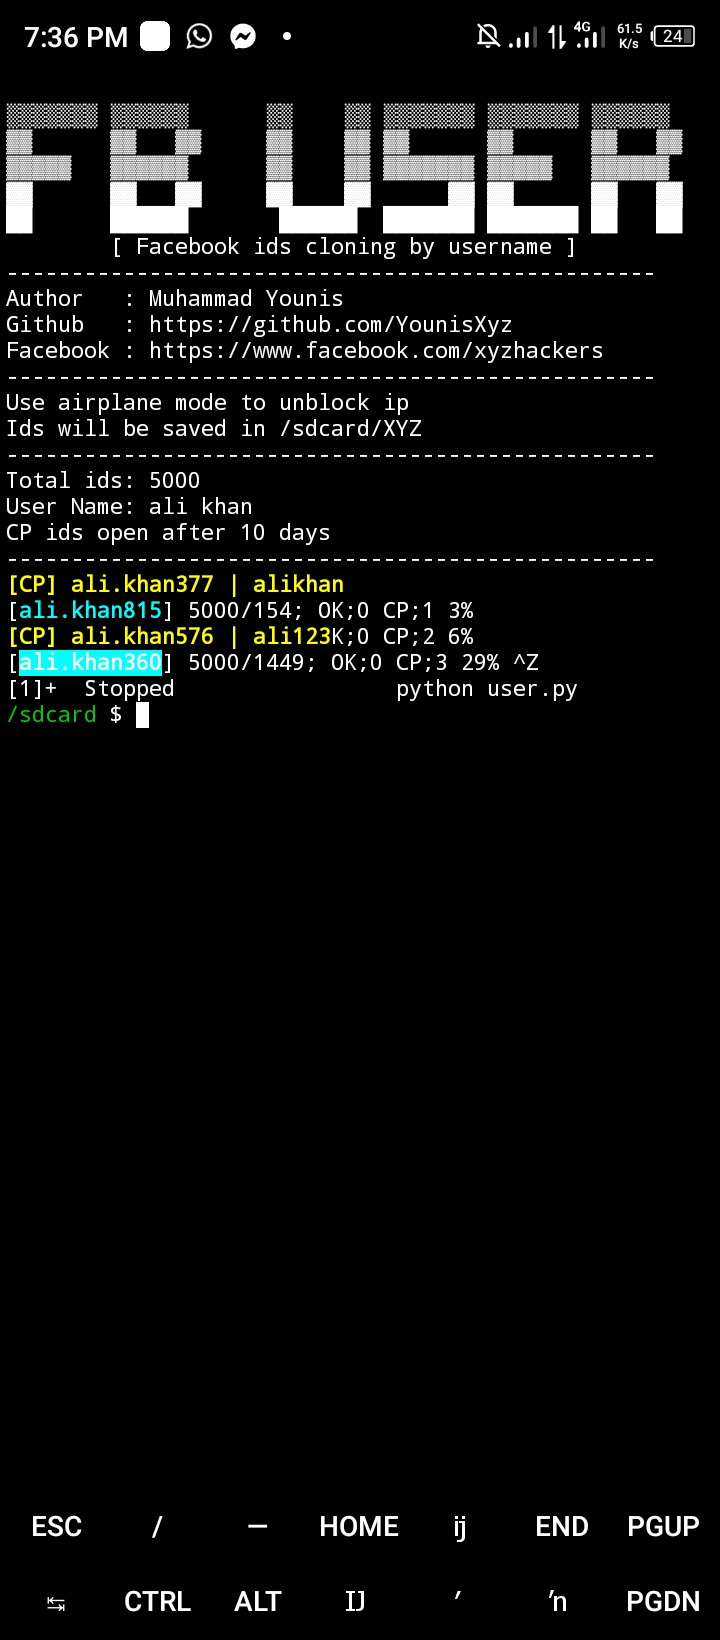 7:36 PM 4G 61.5 K/s 24
FB USER
[ Facebook ids cloning by username ]
--------------------------------------------------
Author   : Muhammad Younis
Github   : https://github.com/YounisXyz
Facebook : https://www.facebook.com/xyzhackers
--------------------------------------------------
Use airplane mode to unblock ip
Ids will be saved in /sdcard/XYZ
--------------------------------------------------
Total ids: 5000
User Name: ali khan
CP ids open after 10 days
--------------------------------------------------
[CP] ali.khan377 | alikhan
[ali.khan815] 5000/154; OK;0 CP;1 3%
[CP] ali.khan576 | ali123K;0 CP;2 6%
[ali.khan360] 5000/1449; OK;0 CP;3 29% ^Z
[1]+  Stopped                 python user.py
/sdcard $
ESC / — HOME ij END PGUP
↹ CTRL ALT IJ ′ ŉ PGDN